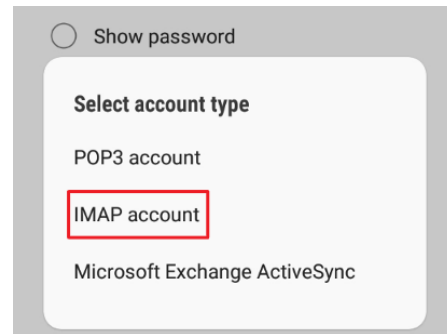 Show password
Select account type
POP3 account
IMAP account
Microsoft Exchange ActiveSync